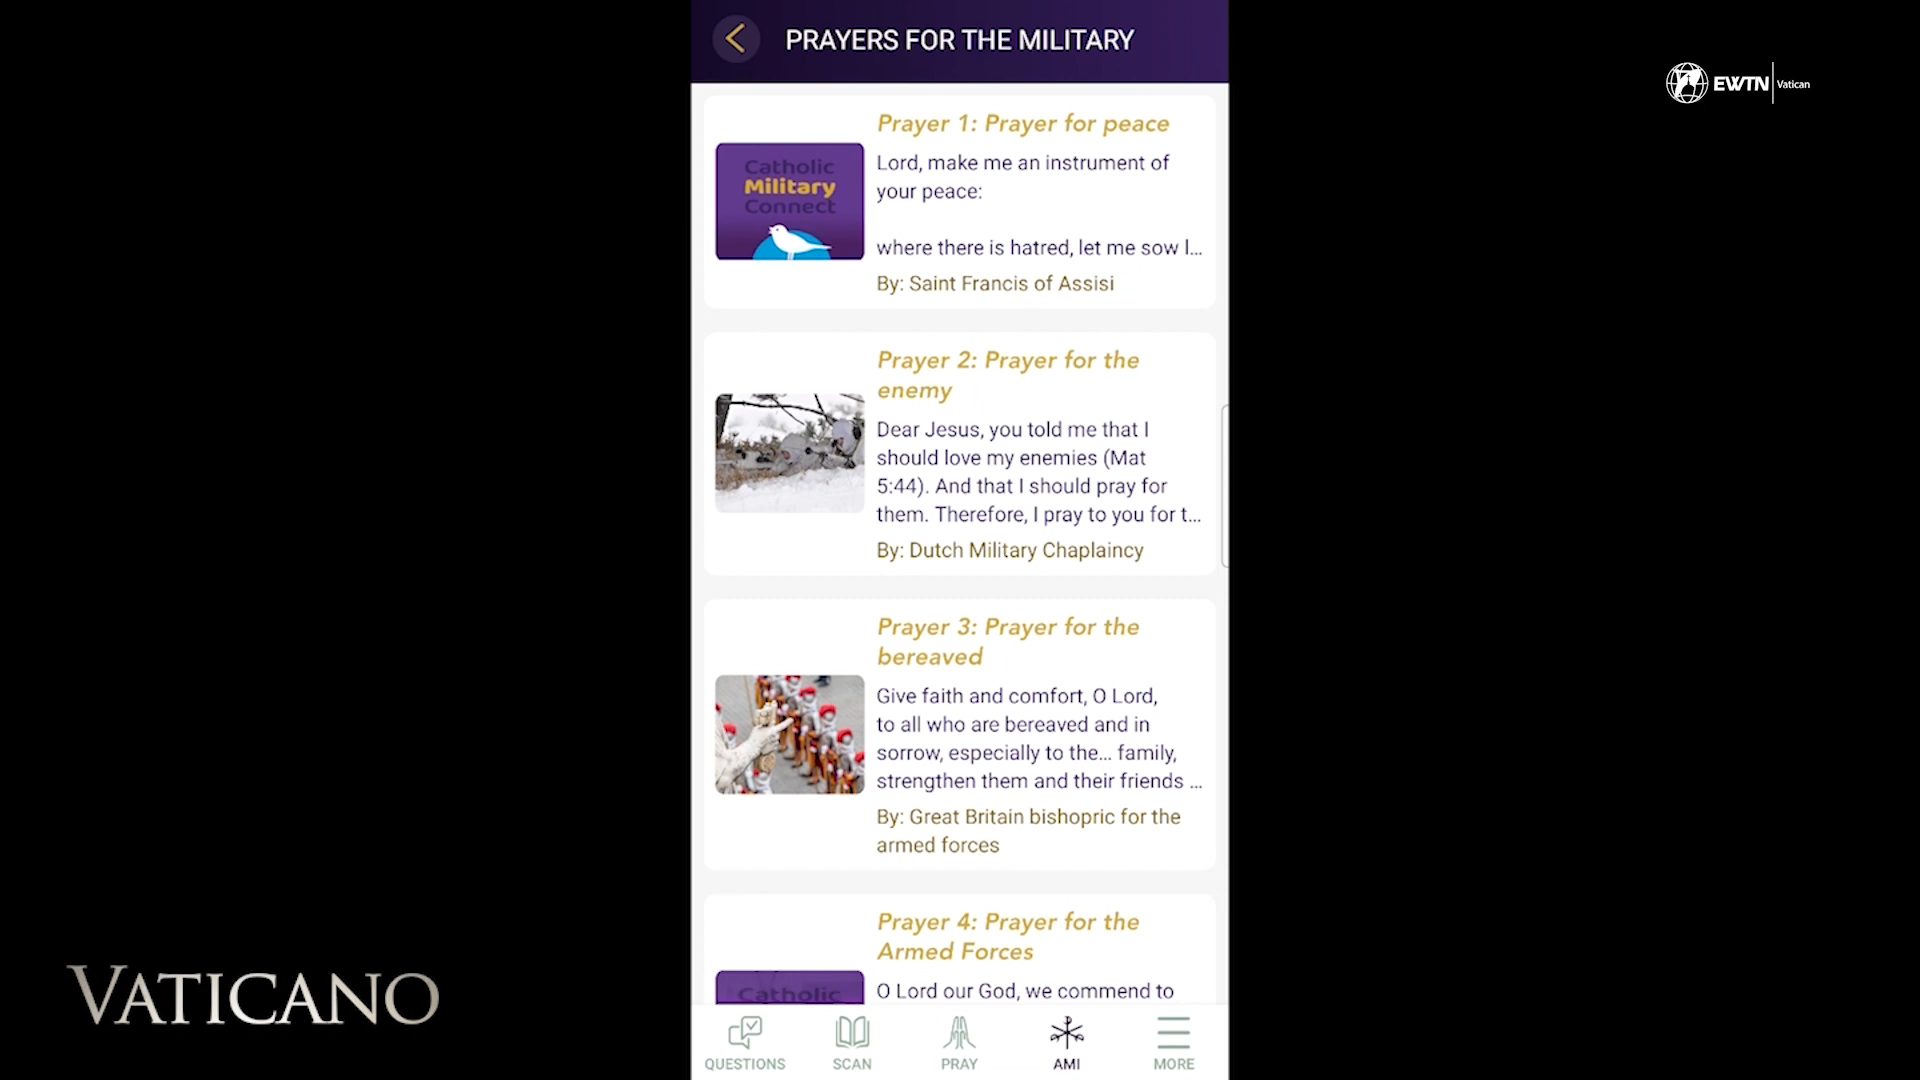 PRAYERS FOR THE MILITARY
EWTN Vatican
Prayer 1: Prayer for peace
Catholic
Military
Connect
Lord, make me an instrument of
your peace:
where there is hatred, let me sow l...
By: Saint Francis of Assisi
Prayer 2: Prayer for the
enemy
Dear Jesus, you told me that I
should love my enemies (Mat
5:44). And that I should pray for
them. Therefore, I pray to you for t...
By: Dutch Military Chaplaincy
Prayer 3: Prayer for the
bereaved
Give faith and comfort, O Lord,
to all who are bereaved and in
sorrow, especially to the... family,
strengthen them and their friends ...
By: Great Britain bishopric for the
armed forces
Prayer 4: Prayer for the
Armed Forces
Catholic
O Lord our God, we commend to
VATICANO
QUESTIONS
SCAN
PRAY
AMI
MORE